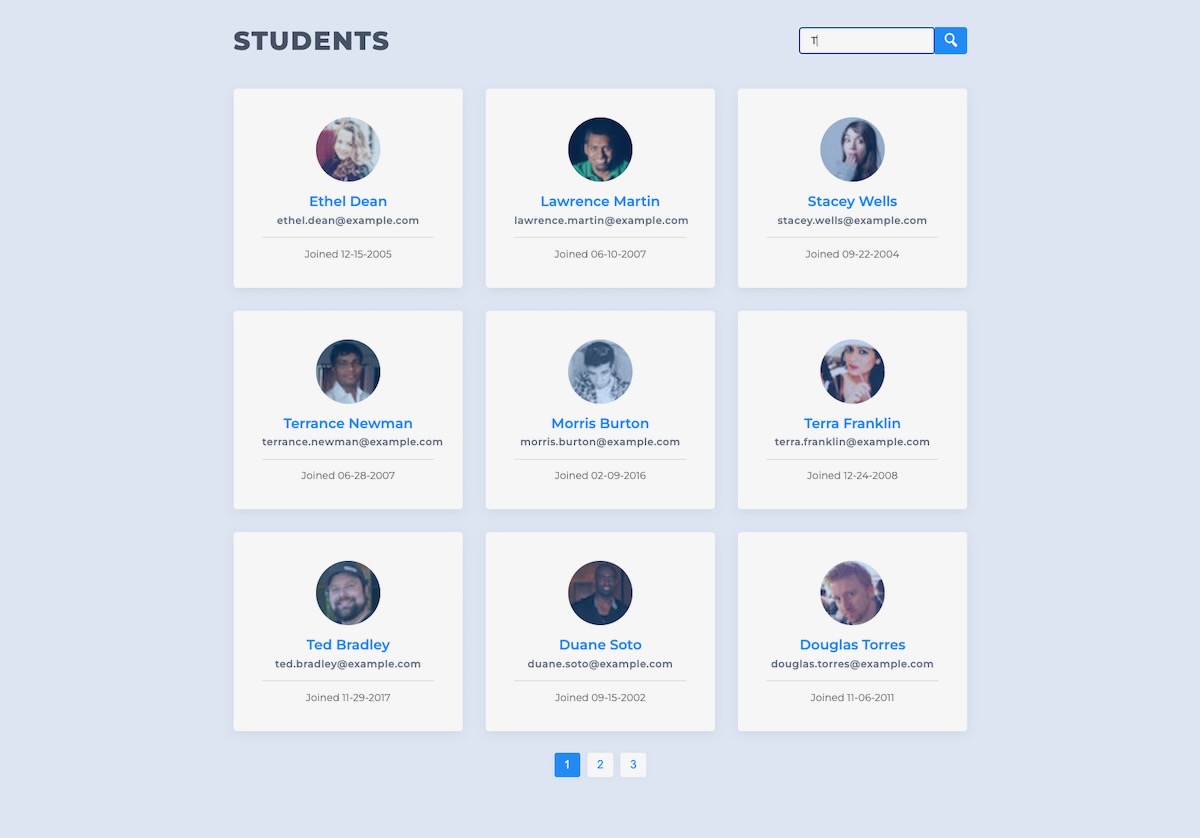 STUDENTS
T
Ethel Dean
ethel.dean@example.com
Joined 12-15-2005
Lawrence Martin
lawrence.martin@example.com
Joined 06-10-2007
Stacey Wells
stacey.wells@example.com
Joined 09-22-2004
Terrance Newman
terrance.newman@example.com
Joined 06-28-2007
Morris Burton
morris.burton@example.com
Joined 02-09-2016
Terra Franklin
terra.franklin@example.com
Joined 12-24-2008
Ted Bradley
ted.bradley@example.com
Joined 11-29-2017
Duane Soto
duane.soto@example.com
Joined 09-15-2002
Douglas Torres
douglas.torres@example.com
Joined 11-06-2011
1 2 3